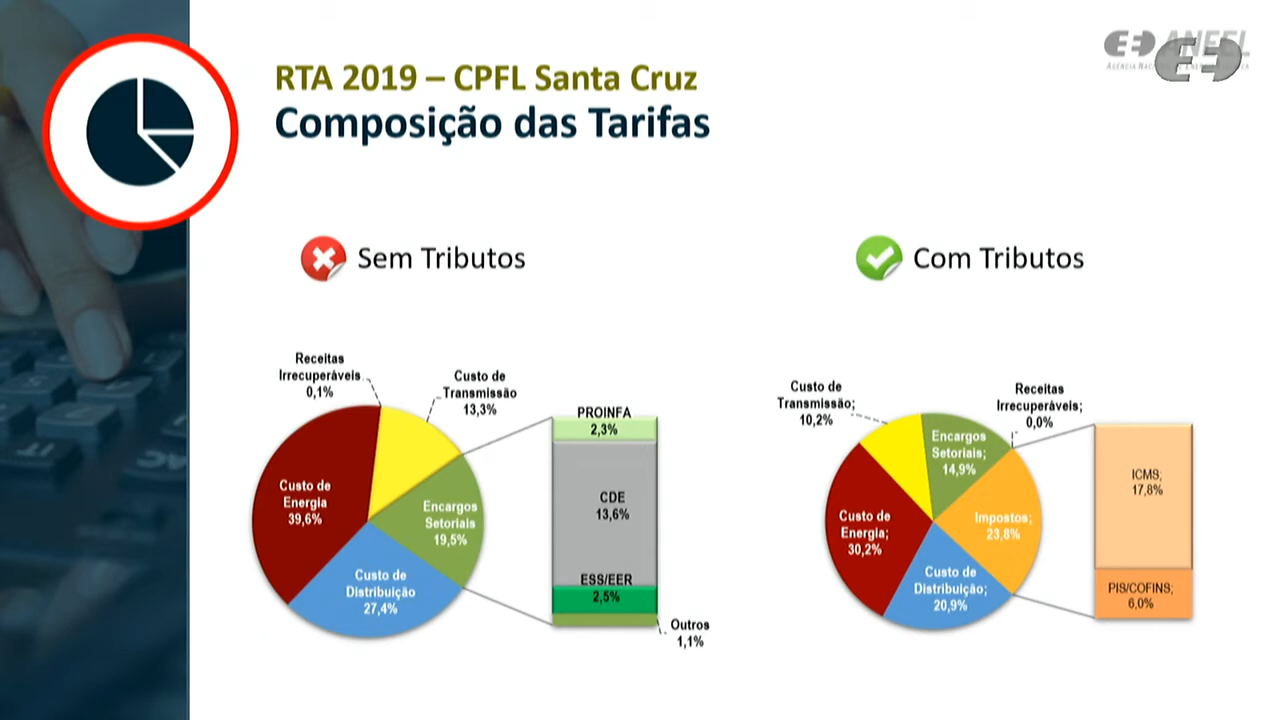 ANEEL
RTA 2019 – CPFL Santa Cruz
Composição das Tarifas
Sem Tributos
Receitas
Irrecuperáveis
0,1%
Custo de
Transmissão
13,3%
Custo de
Energia
39,6%
Encargos
Setoriais
19,5%
Custo de
Distribuição
27,4%
PROINFA
2,3%
CDE
13,6%
ESS/EER
2,5%
Outros
1,1%
Com Tributos
Custo de
Transmissão;
10,2%
Receitas
Irrecuperáveis;
0,0%
Encargos
Setoriais;
14,9%
Custo de
Energia;
30,2%
Impostos;
23,8%
Custo de
Distribuição;
20,9%
ICMS;
17,8%
PIS/COFINS;
6,0%